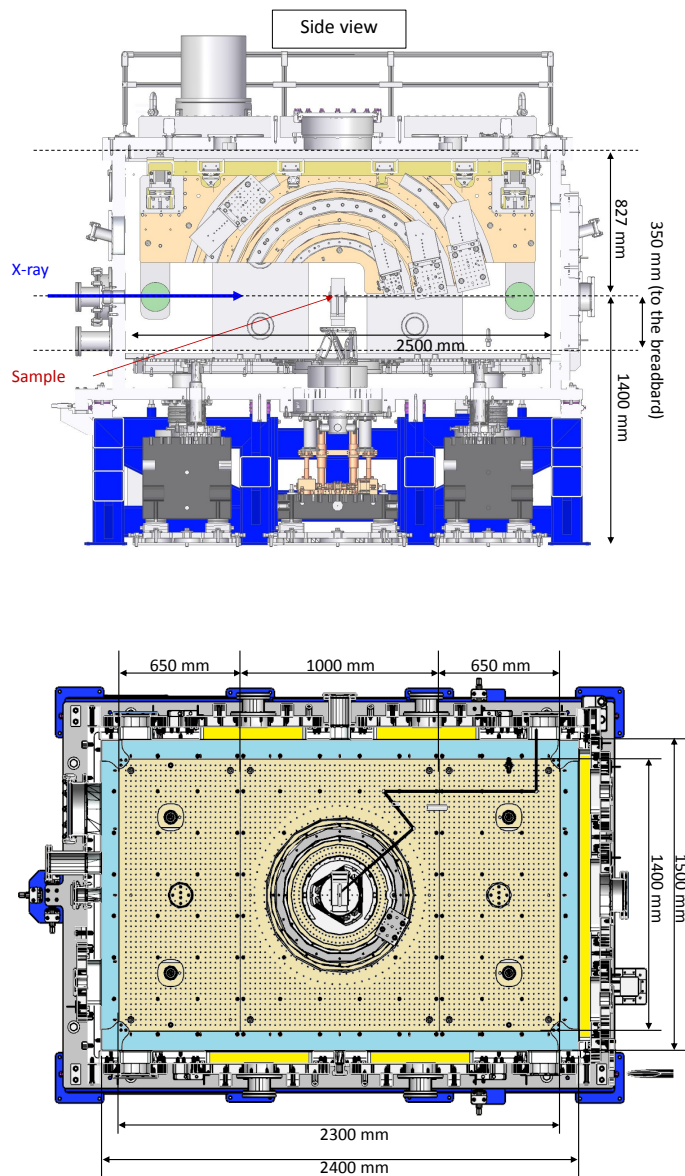 Side view
827 mm
350 mm (to the breadbard)
X-ray
2500 mm
Sample
1400 mm
650 mm
1000 mm
650 mm
1400 mm
1500 mm
2300 mm
2400 mm